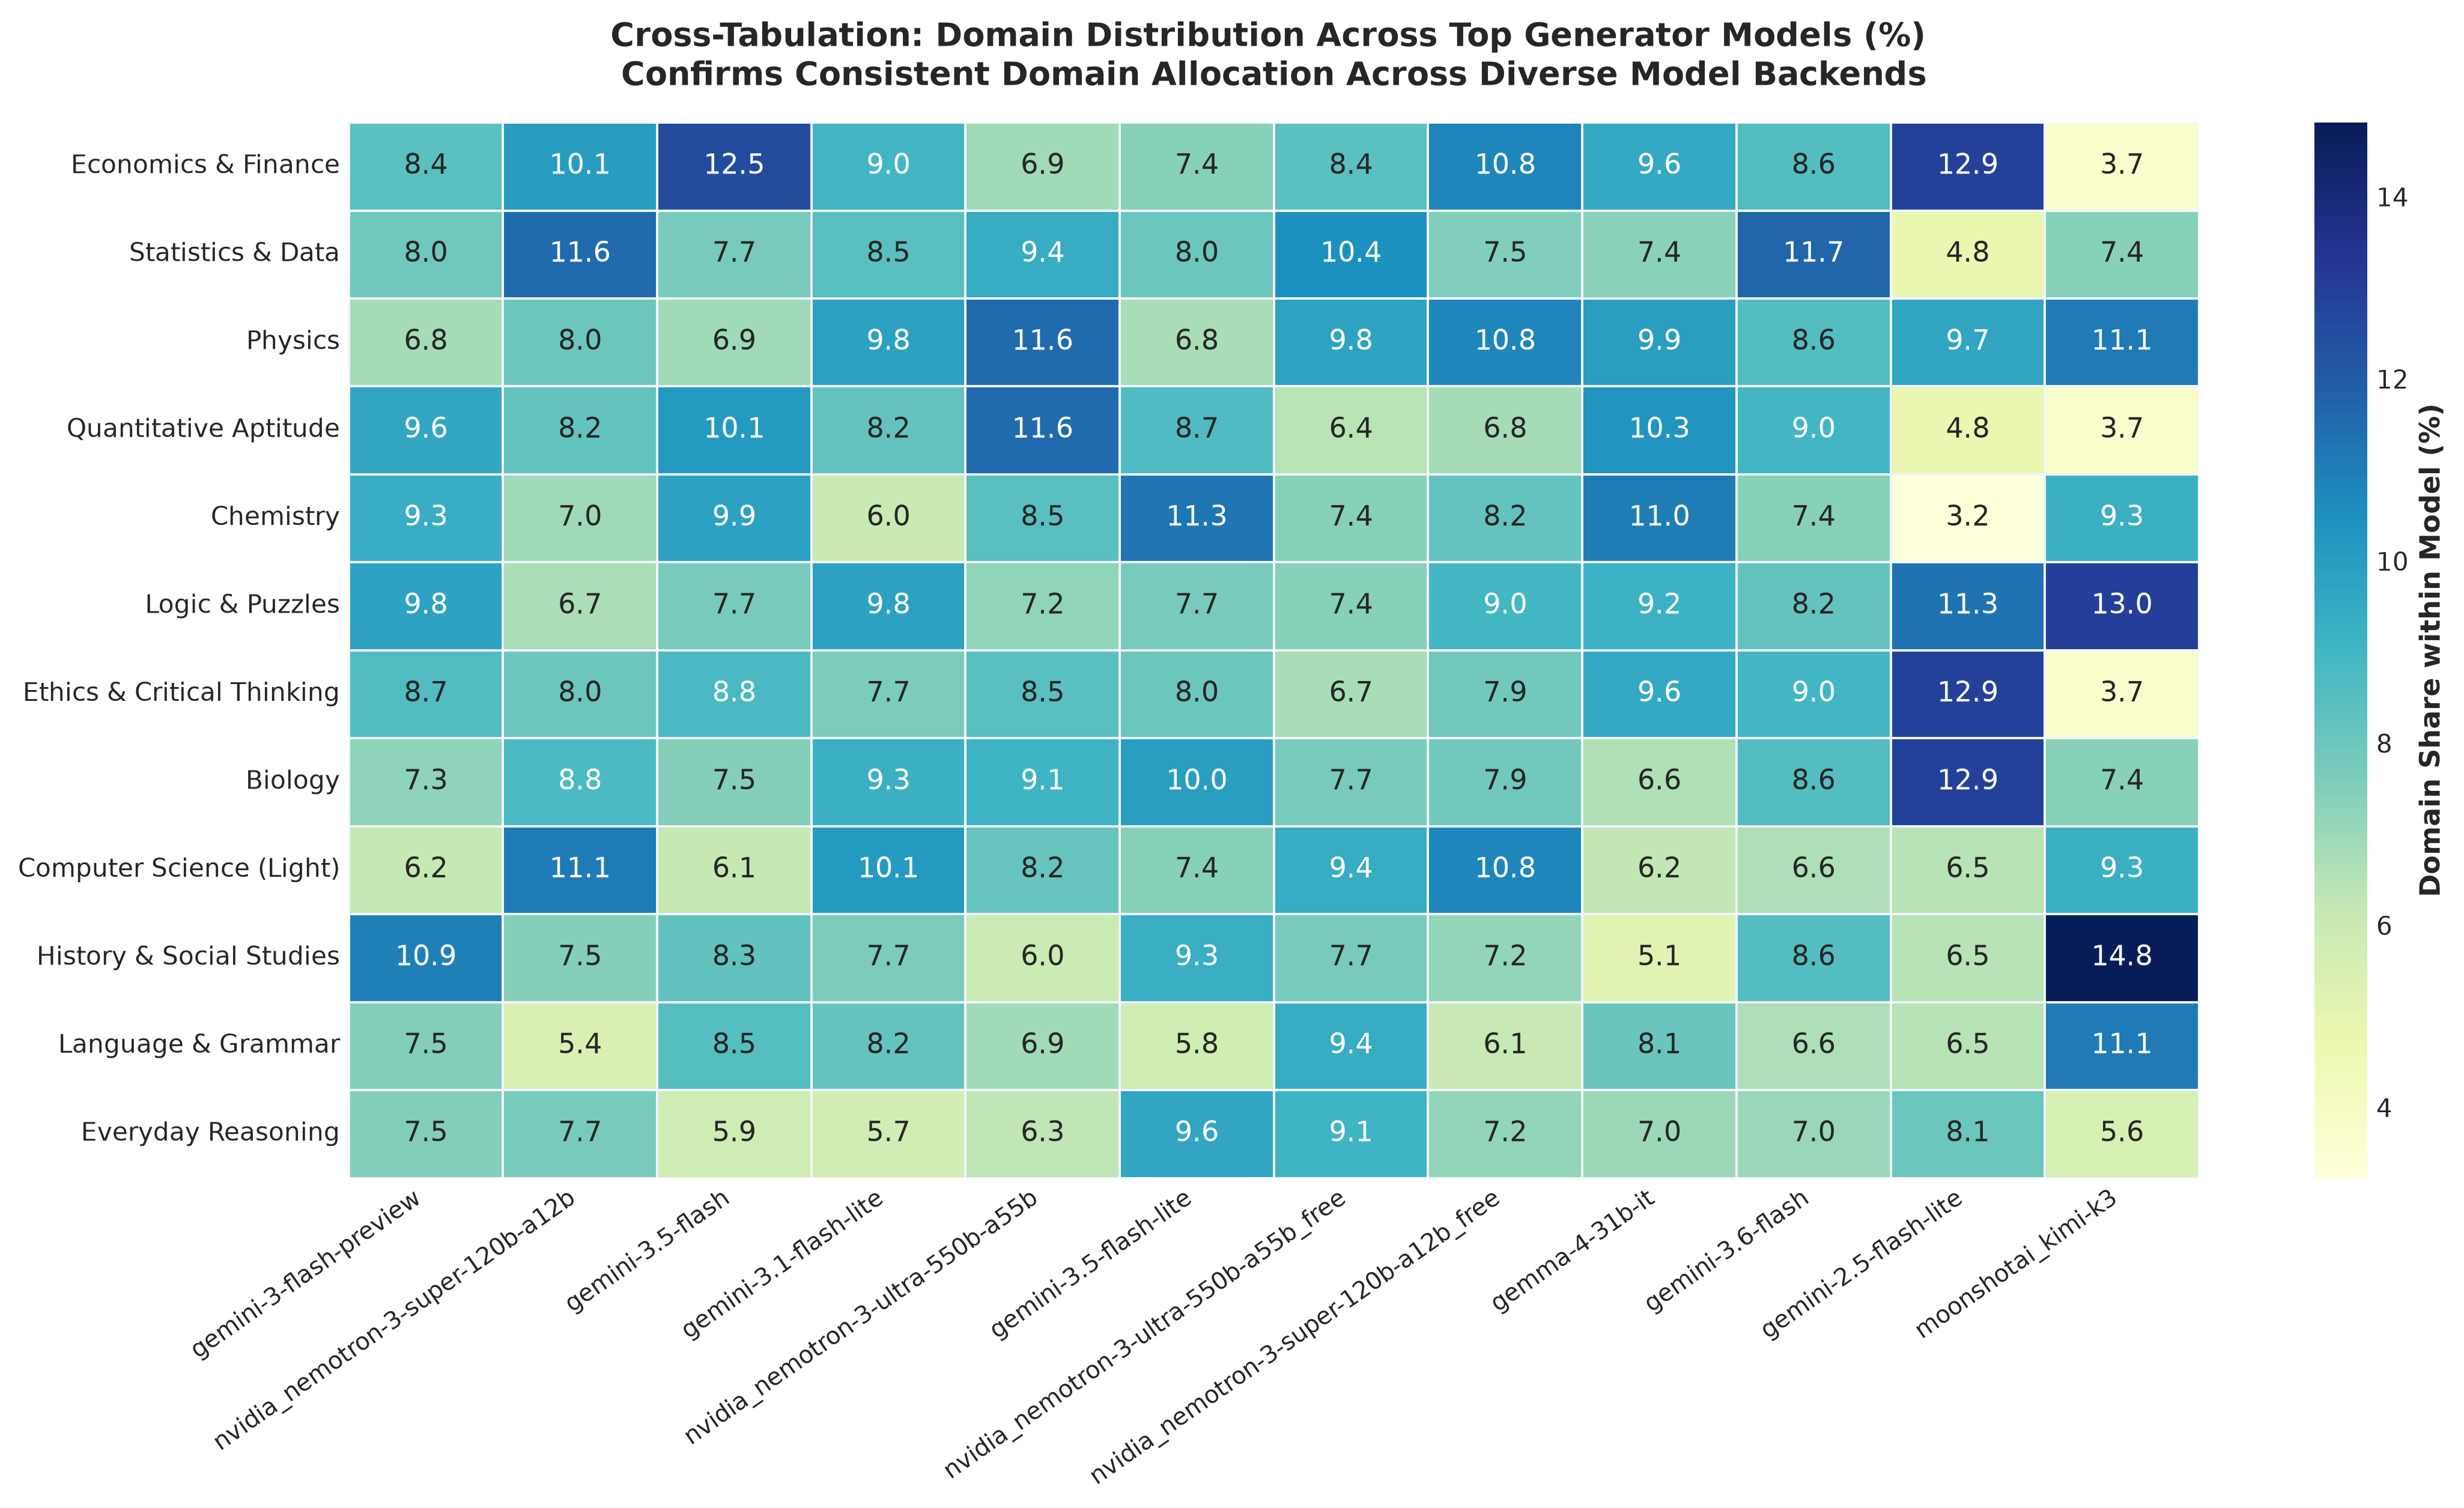 Cross-Tabulation: Domain Distribution Across Top Generator Models (%)
Confirms Consistent Domain Allocation Across Diverse Model Backends
Economics & Finance 8.4 10.1 12.5 9.0 6.9 7.4 8.4 10.8 9.6 8.6 12.9 3.7
Statistics & Data 8.0 11.6 7.7 8.5 9.4 8.0 10.4 7.5 7.4 11.7 4.8 7.4
Physics 6.8 8.0 6.9 9.8 11.6 6.8 9.8 10.8 9.9 8.6 9.7 11.1
Quantitative Aptitude 9.6 8.2 10.1 8.2 11.6 8.7 6.4 6.8 10.3 9.0 4.8 3.7
Chemistry 9.3 7.0 9.9 6.0 8.5 11.3 7.4 8.2 11.0 7.4 3.2 9.3
Logic & Puzzles 9.8 6.7 7.7 9.8 7.2 7.7 7.4 9.0 9.2 8.2 11.3 13.0
Ethics & Critical Thinking 8.7 8.0 8.8 7.7 8.5 8.0 6.7 7.9 9.6 9.0 12.9 3.7
Biology 7.3 8.8 7.5 9.3 9.1 10.0 7.7 7.9 6.6 8.6 12.9 7.4
Computer Science (Light) 6.2 11.1 6.1 10.1 8.2 7.4 9.4 10.8 6.2 6.6 6.5 9.3
History & Social Studies 10.9 7.5 8.3 7.7 6.0 9.3 7.7 7.2 5.1 8.6 6.5 14.8
Language & Grammar 7.5 5.4 8.5 8.2 6.9 5.8 9.4 6.1 8.1 6.6 6.5 11.1
Everyday Reasoning 7.5 7.7 5.9 5.7 6.3 9.6 9.1 7.2 7.0 7.0 8.1 5.6
gemini-3-flash-preview
nvidia_nemotron-3-super-120b-a12b
gemini-3.5-flash
gemini-3.1-flash-lite
nvidia_nemotron-3-ultra-550b-a55b
gemini-3.5-flash-lite
nvidia_nemotron-3-ultra-550b-a55b_free
nvidia_nemotron-3-super-120b-a12b_free
gemma-4-31b-it
gemini-3.6-flash
gemini-2.5-flash-lite
moonshotai_kimi-k3
14
12
10
8
6
4
Domain Share within Model (%)